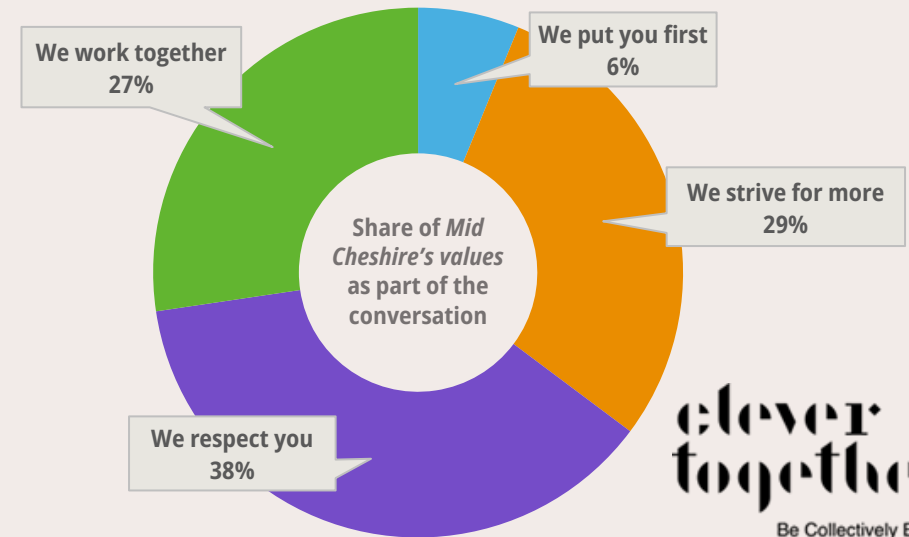 We work together
27%
We put you first
6%
We strive for more
29%
Share of Mid
Cheshire's values
as part of the
conversation
We respect you
38%
clever
Be Collectively